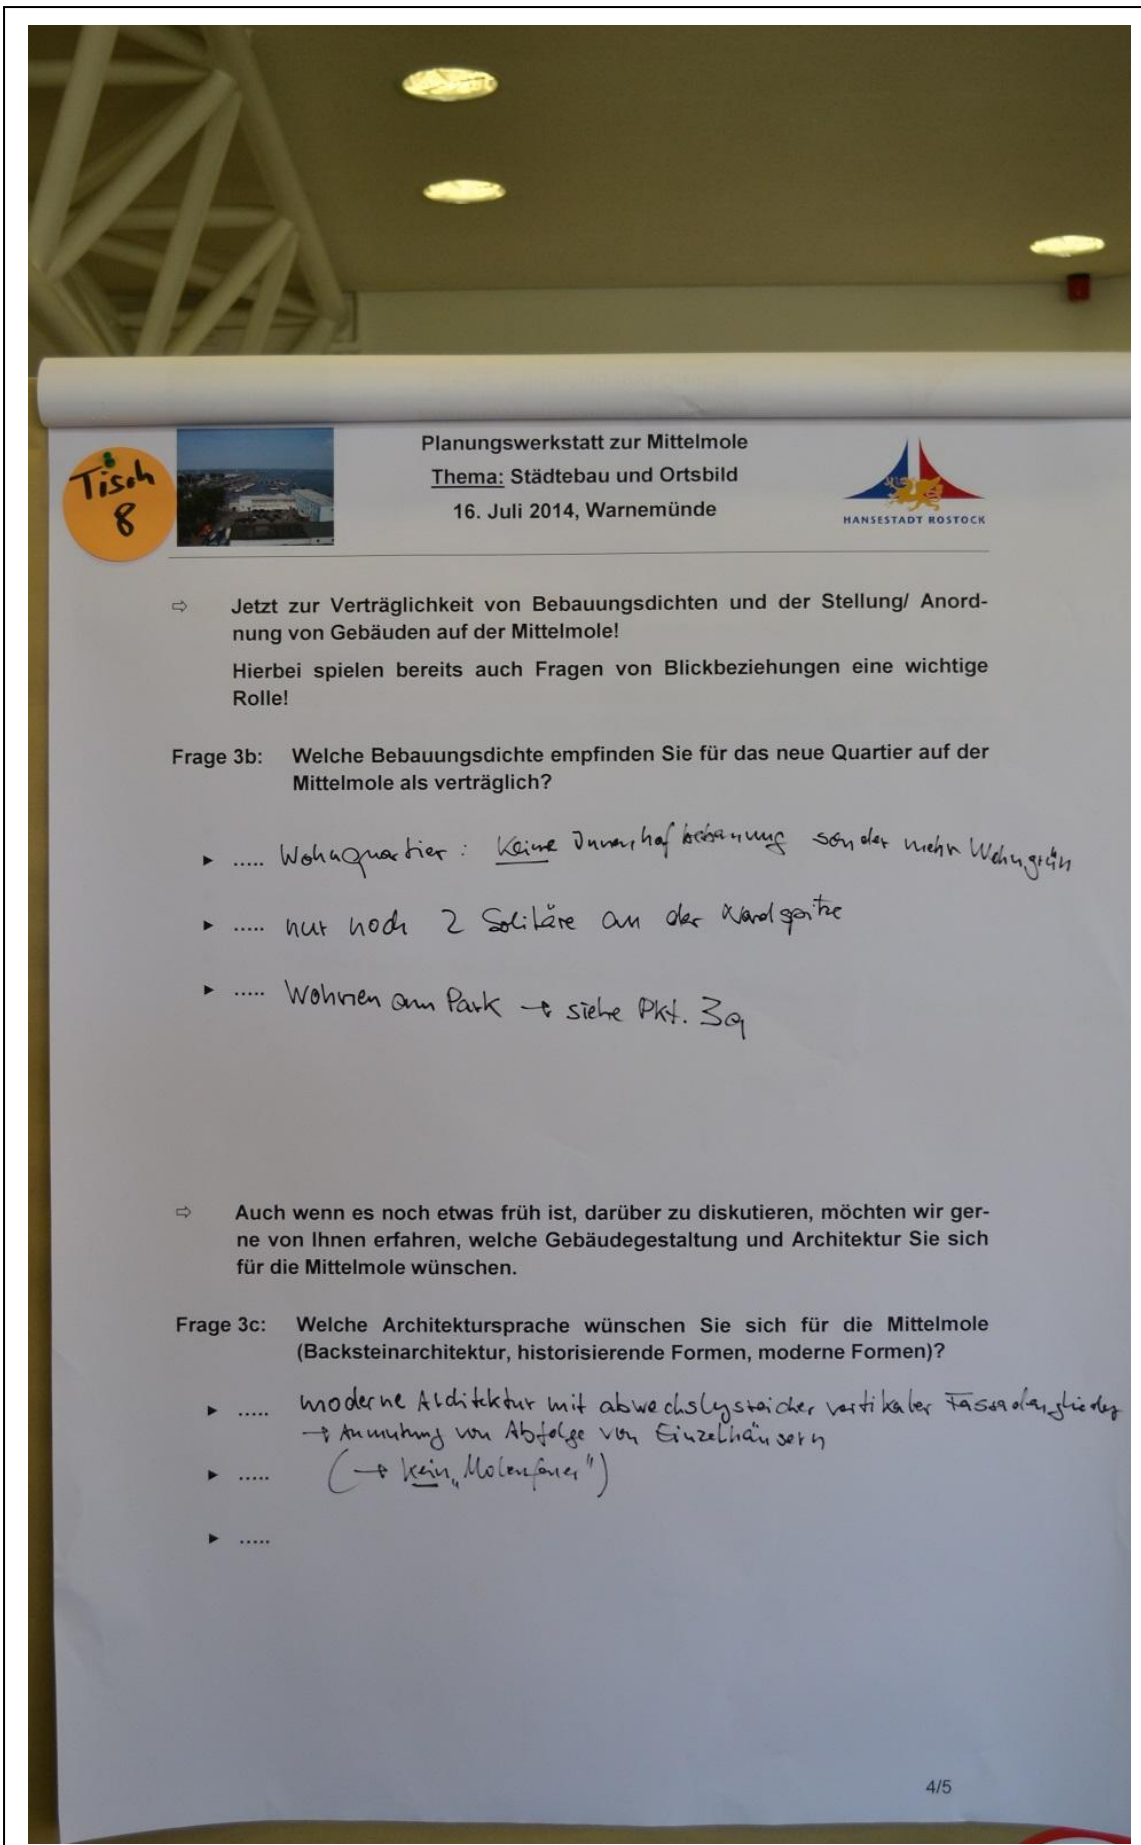 Tisch
8
Planungswerkstatt zur Mittelmole
Thema: Städtebau und Ortsbild
16. Juli 2014, Warnemünde
HANSESTADT ROSTOCK
⇨ Jetzt zur Verträglichkeit von Bebauungsdichten und der Stellung/ Anord-
nung von Gebäuden auf der Mittelmole!
Hierbei spielen bereits auch Fragen von Blickbeziehungen eine wichtige
Rolle!
Frage 3b: Welche Bebauungsdichte empfinden Sie für das neue Quartier auf der
Mittelmole als verträglich?
► ..... Wohnquartier: Keine Innenhofbebauung sonder mehr Wohngrün
► ..... nur noch 2 Solitäre an der Nordspitze
► ..... Wohnen am Park → siehe Pkt. 3a
⇨ Auch wenn es noch etwas früh ist, darüber zu diskutieren, möchten wir ger-
ne von Ihnen erfahren, welche Gebäudegestaltung und Architektur Sie sich
für die Mittelmole wünschen.
Frage 3c: Welche Architektursprache wünschen Sie sich für die Mittelmole
(Backsteinarchitektur, historisierende Formen, moderne Formen)?
► ..... moderne Architektur mit abwechslungsreicher vertikaler
→ Anmutung von Abfolge von Einzelhäusern
► ..... (→ kein "")
► .....
4/5